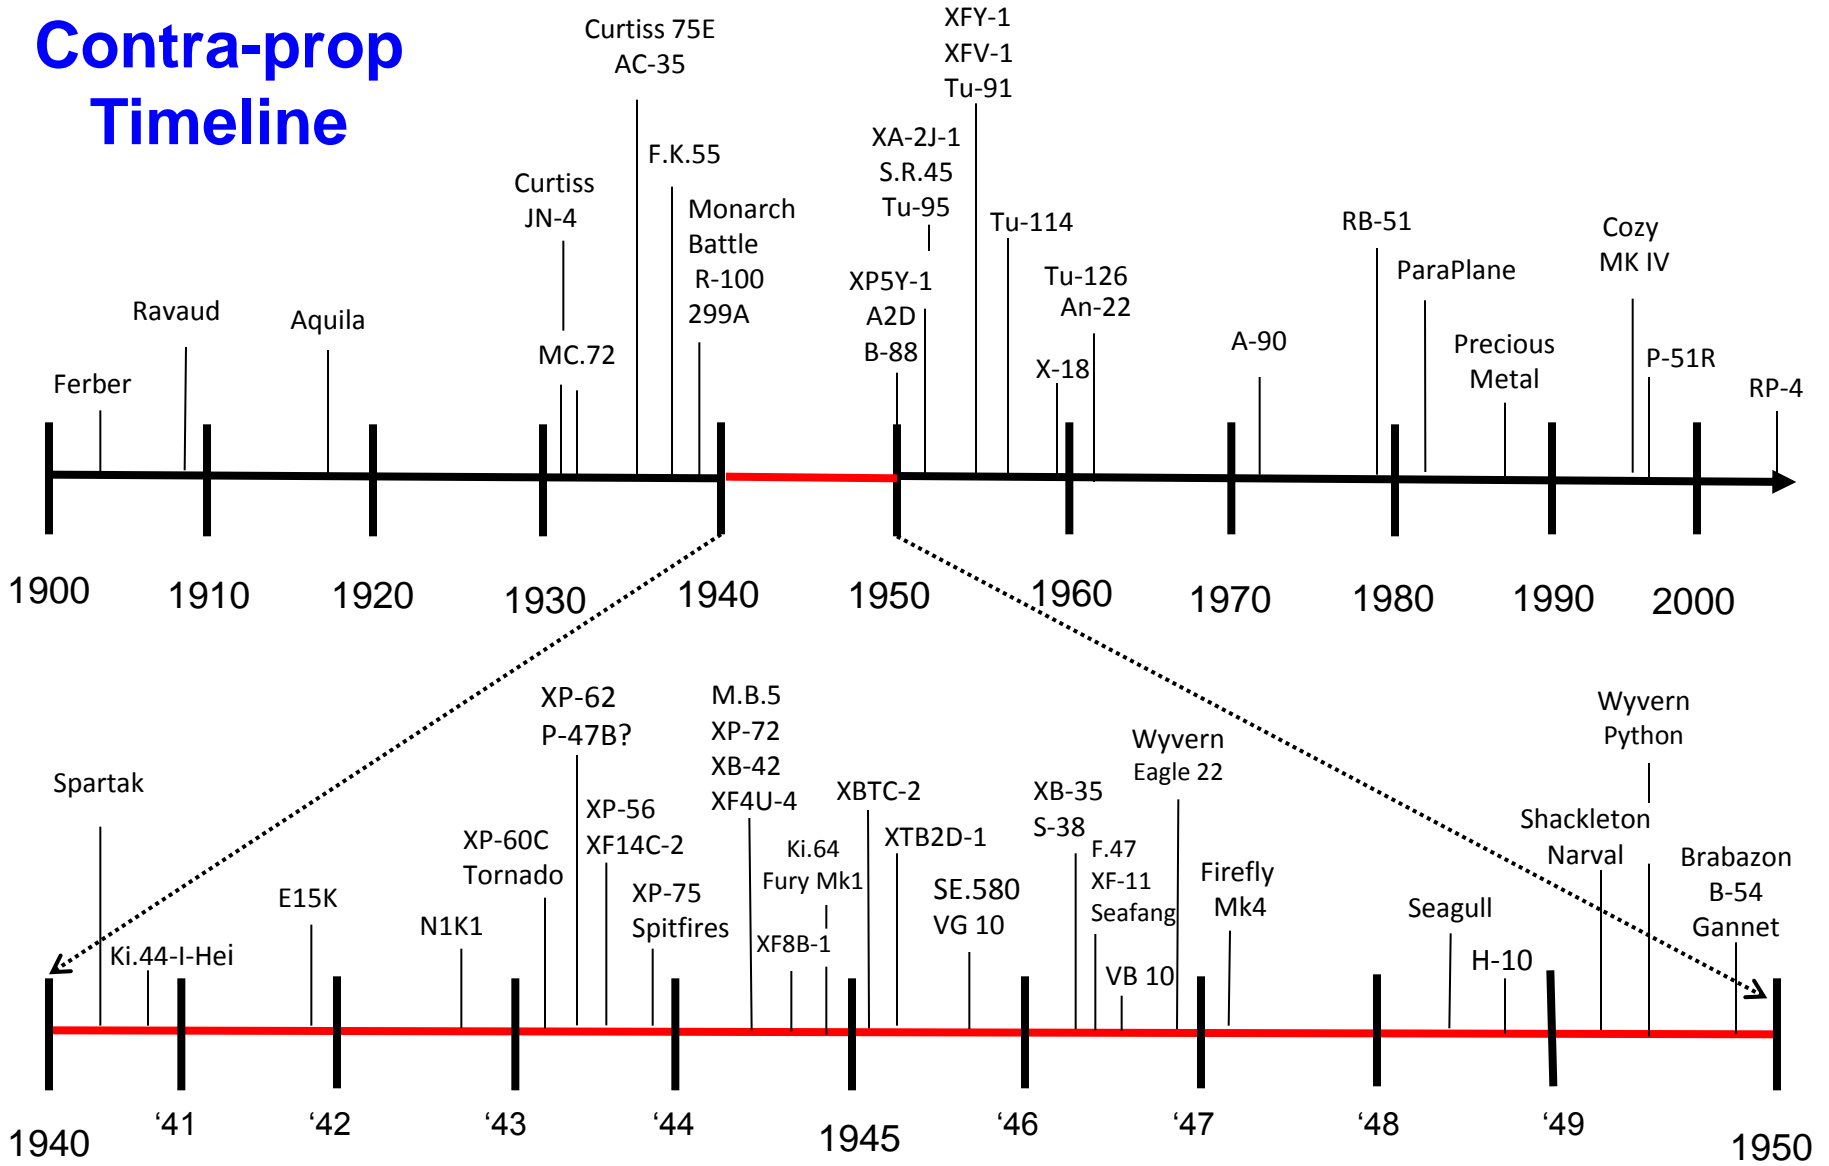 Contra-prop
Timeline
Ferber
Ravaud
Aquila
Curtiss
JN-4
MC.72
Curtiss 75E
AC-35
F.K.55
Monarch
Battle
R-100
299A
XP5Y-1
A2D
B-88
XA-2J-1
S.R.45
Tu-95
XFY-1
XFV-1
Tu-91
Tu-114
X-18
Tu-126
An-22
A-90
RB-51
ParaPlane
Precious
Metal
Cozy
MK IV
P-51R
RP-4
1900
1910
1920
1930
1940
1950
1960
1970
1980
1990
2000
Spartak
Ki.44-I-Hei
E15K
N1K1
XP-60C
Tornado
XP-62
P-47B?
XP-56
XF14C-2
XP-75
Spitfires
M.B.5
XP-72
XB-42
XF4U-4
XF8B-1
Ki.64
Fury Mk1
XBTC-2
XTB2D-1
SE.580
VG 10
XB-35
S-38
F.47
XF-11
Seafang
VB 10
Wyvern
Eagle 22
Firefly
Mk4
Seagull
H-10
Shackleton
Narval
Wyvern
Python
Brabazon
B-54
Gannet
1940
‘41
‘42
‘43
‘44
1945
‘46
‘47
‘48
‘49
1950